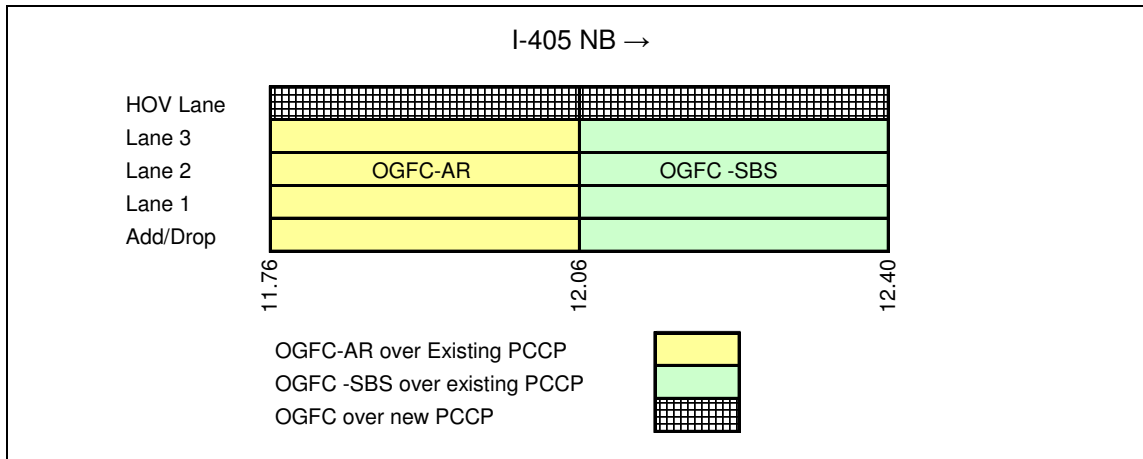 I-405 NB →
HOV Lane
Lane 3
Lane 2 OGFC-AR OGFC -SBS
Lane 1
Add/Drop
11.76 12.06 12.40
OGFC-AR over Existing PCCP
OGFC -SBS over existing PCCP
OGFC over new PCCP